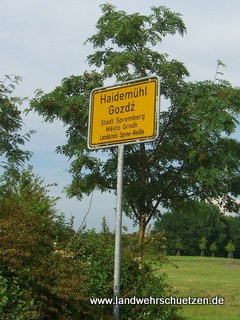 Haidemühl
Gozdź
Stadt Spremberg
Město Grodk
Landkreis Spree-Neiße
www.landwehrschuetzen.de